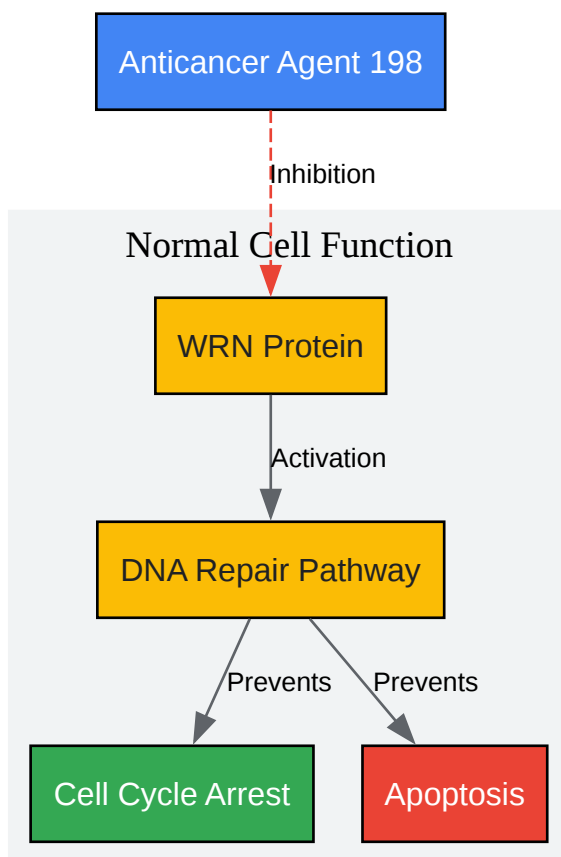 Anticancer Agent 198
Inhibition
Normal Cell Function
WRN Protein
Activation
DNA Repair Pathway
Prevents
Prevents
Cell Cycle Arrest
Apoptosis